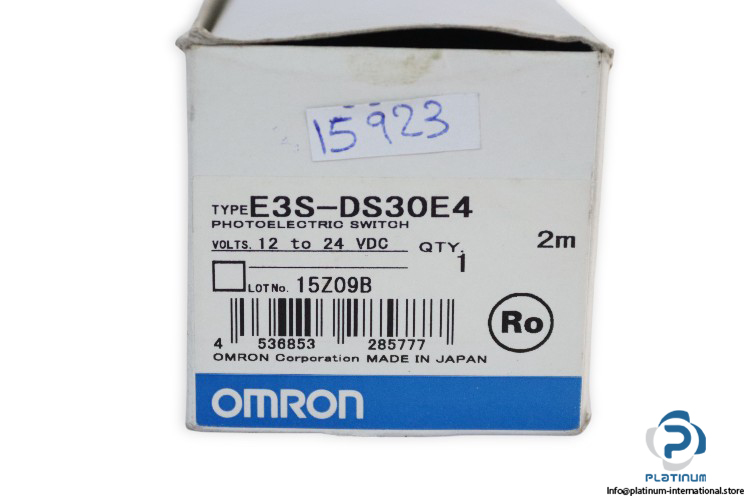 15923
TYPE E3S-DS30E4
PHOTOELECTRIC SWITCH
VOLTS. 12 to 24 VDC QTY. 1 2m
LOT No. 15Z09B
4 536853 285777
Ro
OMRON Corporation MADE IN JAPAN
OMRON
PLATINUM
Info@platinum-international.store